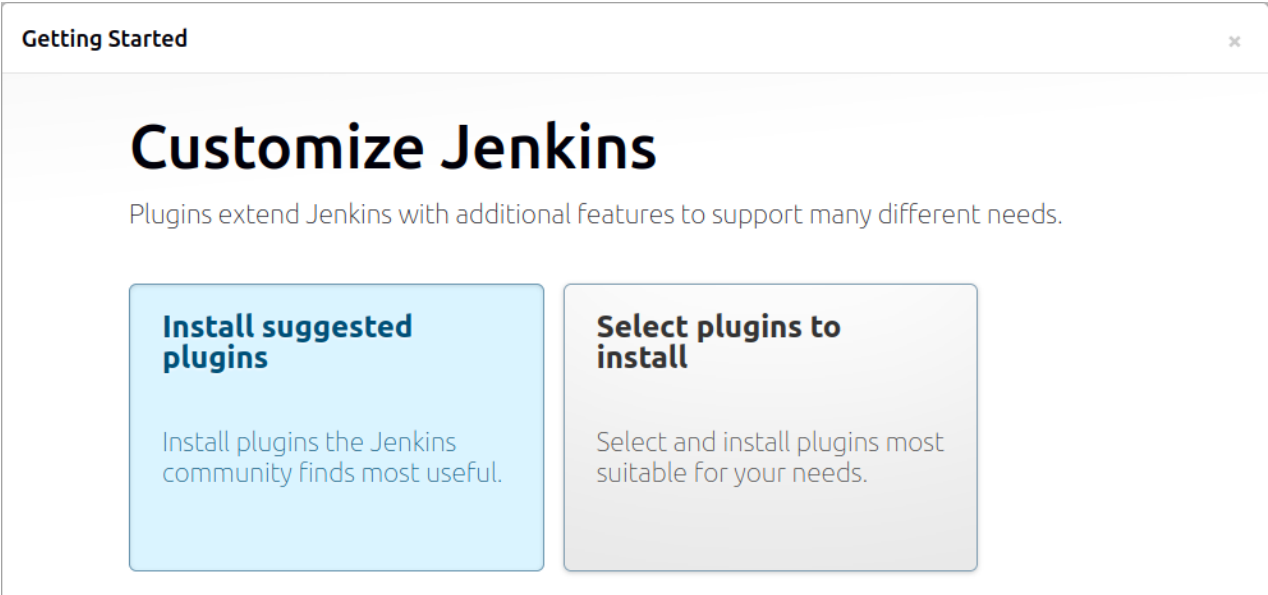 Getting Started
×
Customize Jenkins
Plugins extend Jenkins with additional features to support many different needs.
Install suggested
plugins
Install plugins the Jenkins
community finds most useful.
Select plugins to
install
Select and install plugins most
suitable for your needs.